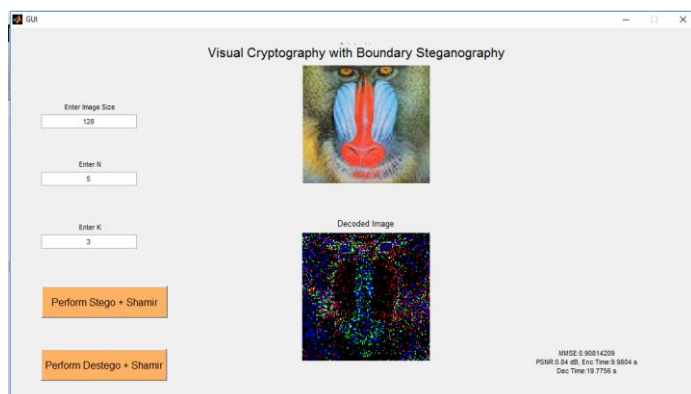 GUI
Visual Cryptography with Boundary Steganography
Enter Image Size
128
Enter N
5
Enter K
3
Decoded Image
Perform Stego + Shamir
Perform Destego + Shamir
MMSE:0.90814209
PSNR:0.84 dB, Enc Time:9.9804 s
Dec Time:19.7756 s